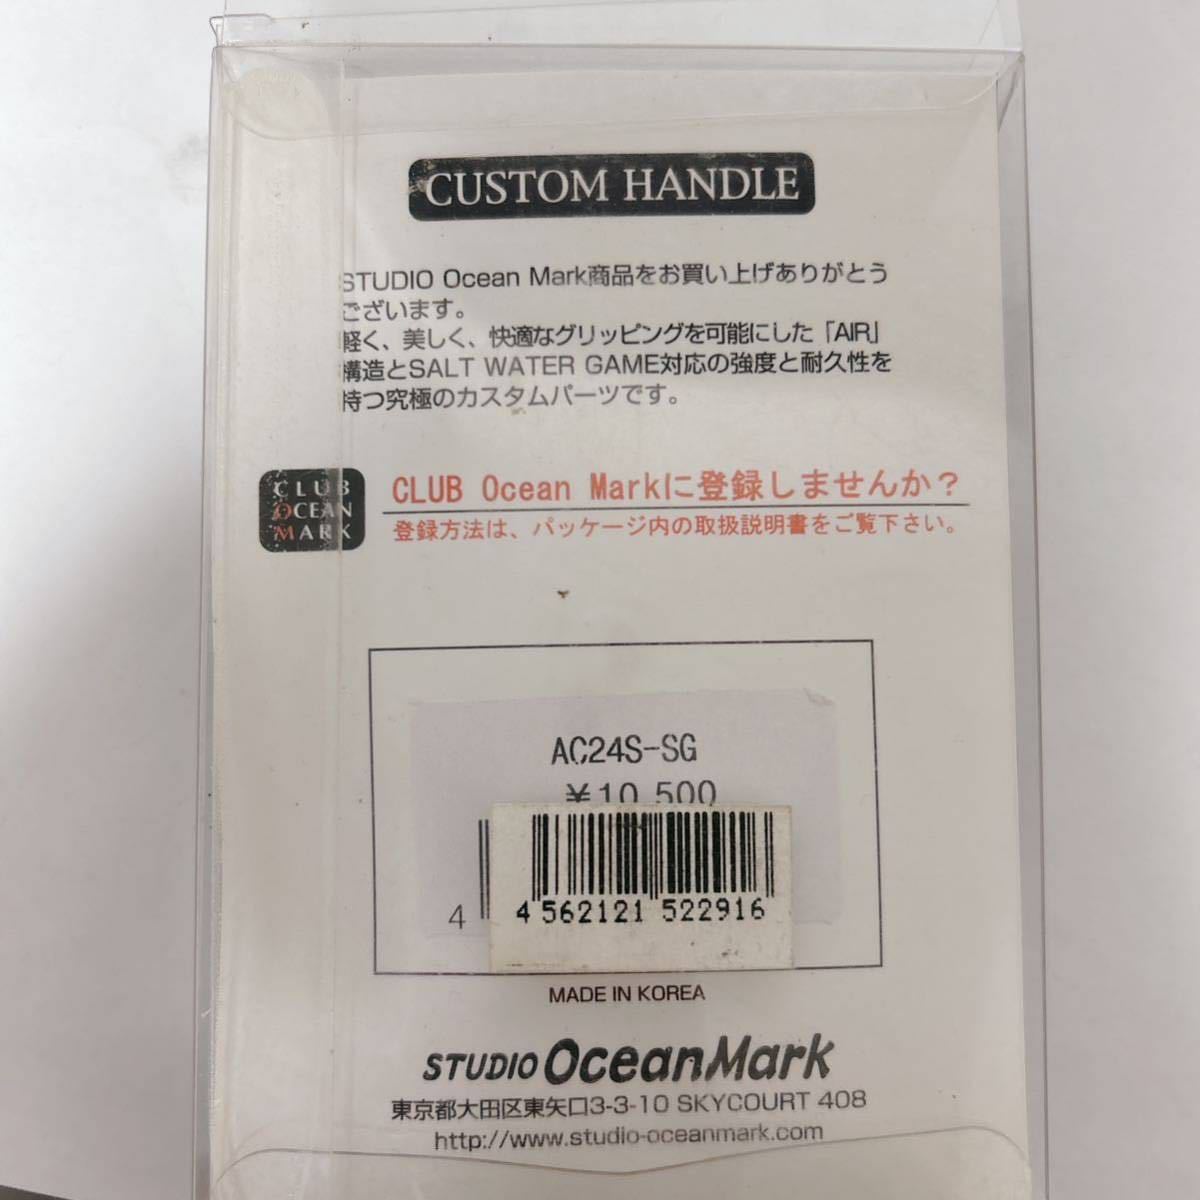 CUSTOM HANDLE
STUDIO Ocean Mark商品をお買い上げありがとう
ございます。
軽く、美しく、快適なグリッピングを可能にした「AIR」
構造とSALT WATER GAME対応の強度と耐久性を
持つ究極のカスタムパーツです。
CLUB
OCEAN
MARK
CLUB Ocean Markに登録しませんか？
登録方法は、パッケージ内の取扱説明書をご覧下さい。
AC24S-SG
￥10,500
4
4 562121 522916
MADE IN KOREA
STUDIO OceanMark
東京都大田区東矢口3-3-10 SKYCOURT 408
http://www.studio-oceanmark.com